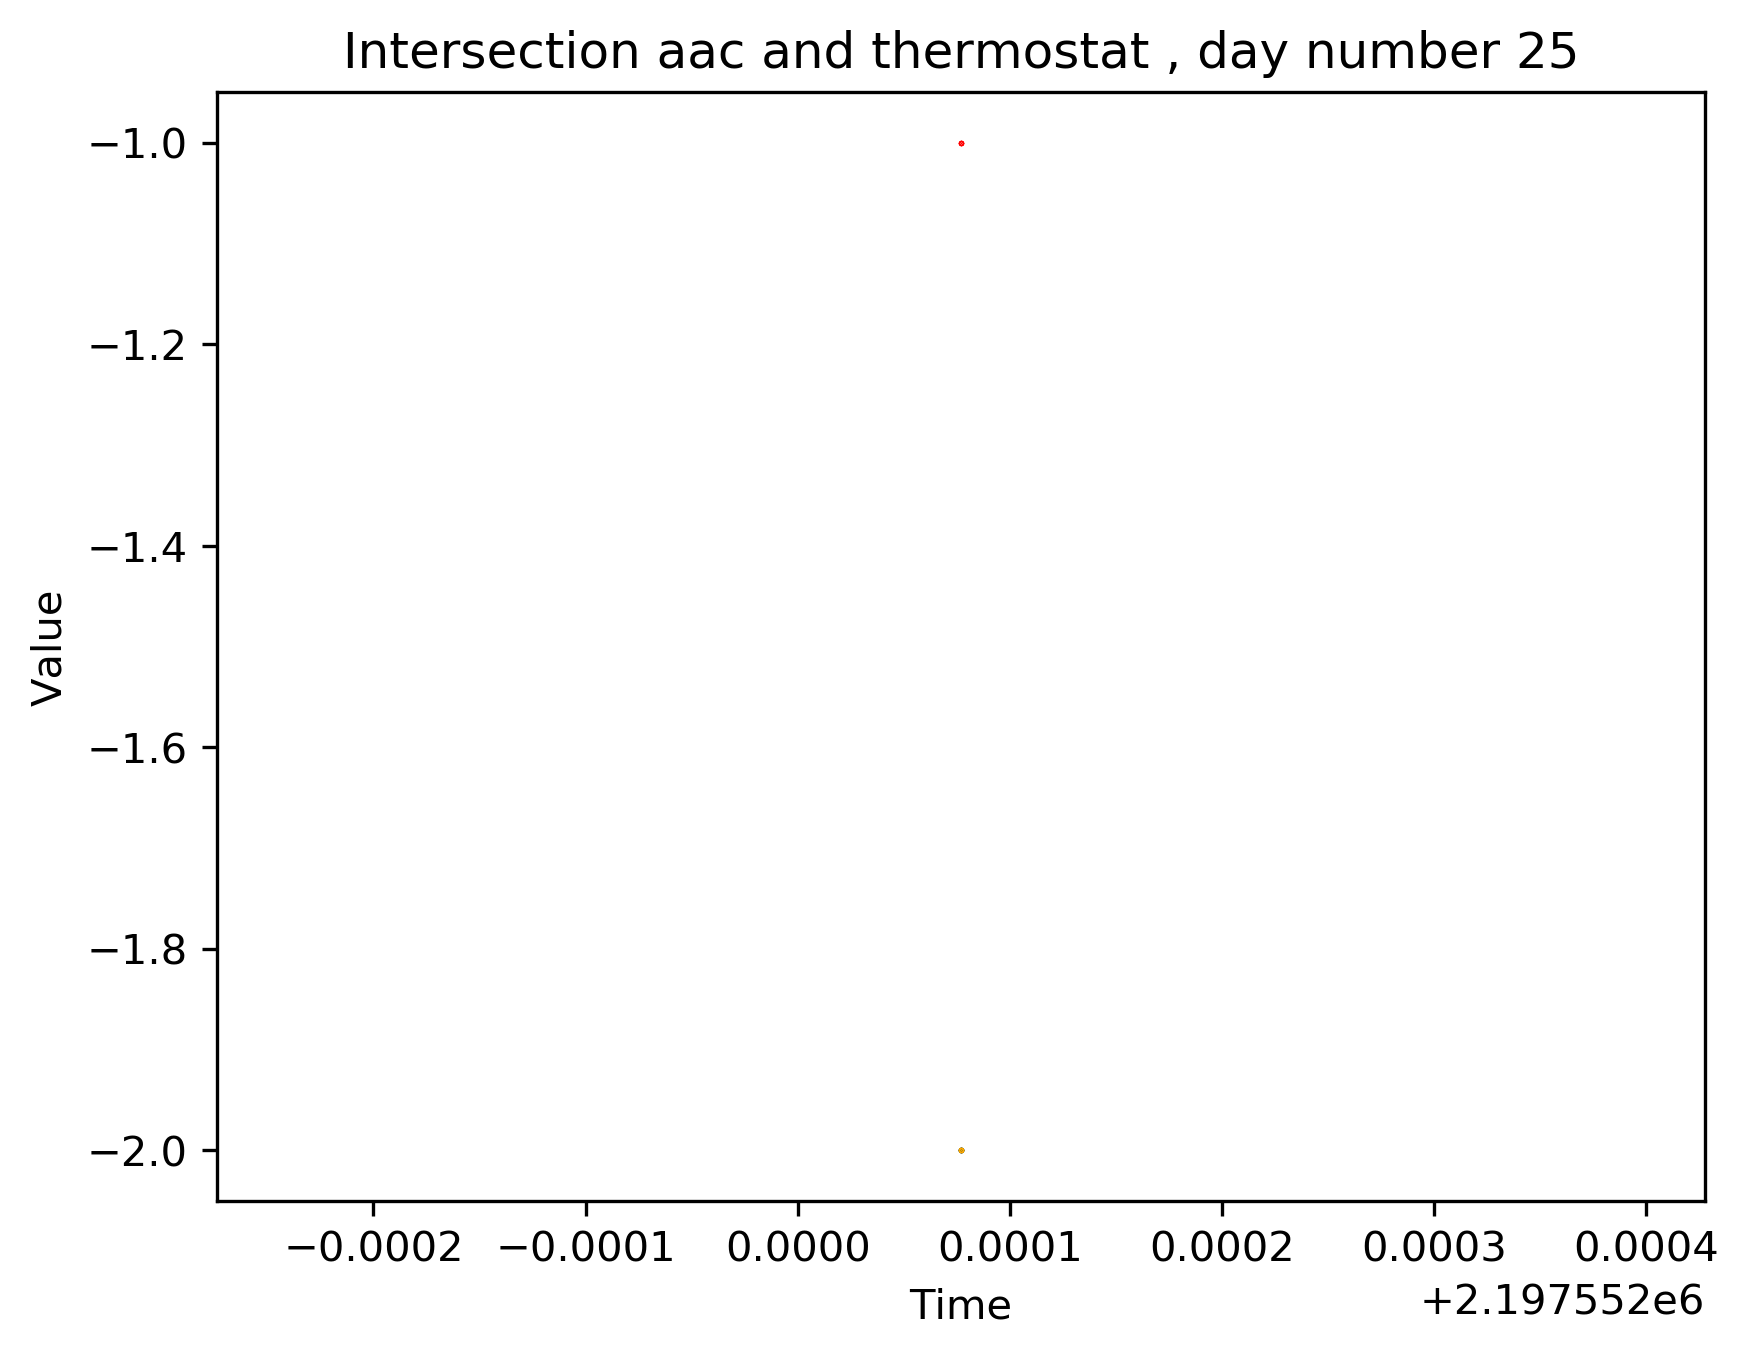 Intersection aac and thermostat , day number 25
−1.0
−1.2
−1.4
−1.6
−1.8
−2.0
Value
−0.0002 −0.0001 0.0000 0.0001 0.0002 0.0003 0.0004
Time
+2.197552e6